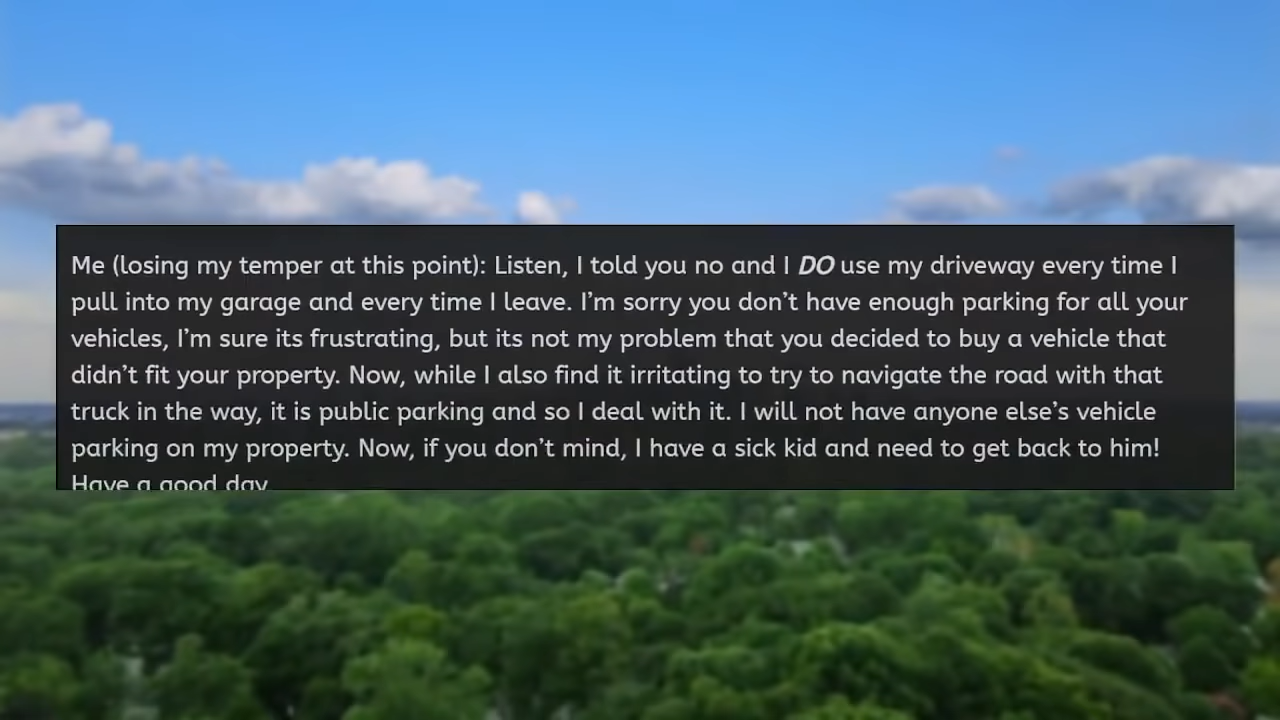 Me (losing my temper at this point): Listen, I told you no and I DO use my driveway every time I
pull into my garage and every time I leave. I’m sorry you don’t have enough parking for all your
vehicles, I’m sure its frustrating, but its not my problem that you decided to buy a vehicle that
didn’t fit your property. Now, while I also find it irritating to try to navigate the road with that
truck in the way, it is public parking and so I deal with it. I will not have anyone else’s vehicle
parking on my property. Now, if you don’t mind, I have a sick kid and need to get back to him!
Have a good day.